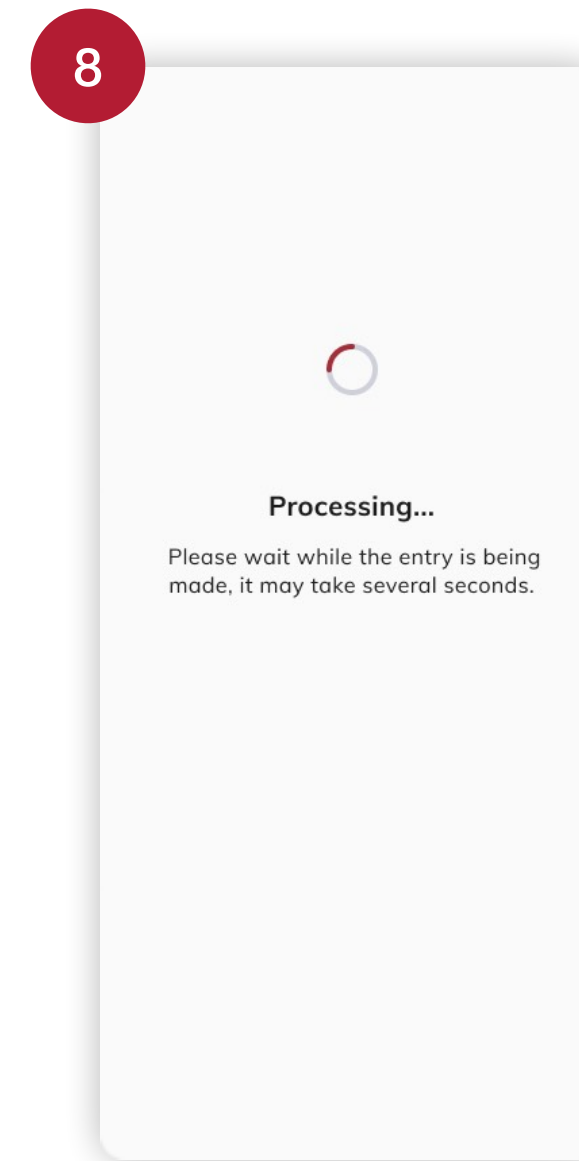 8
Processing...
Please wait while the entry is being
made, it may take several seconds.